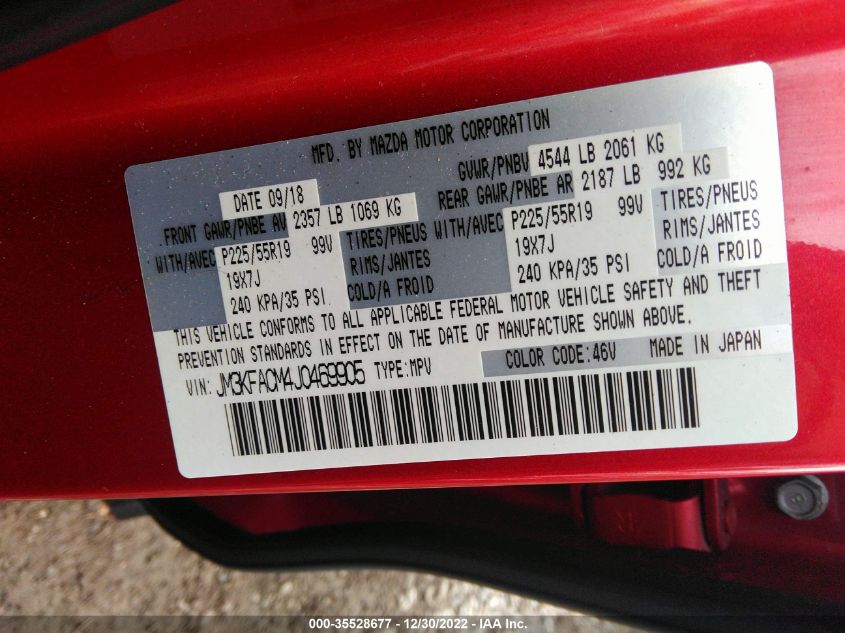 MFD. BY MAZDA MOTOR CORPORATION
DATE 09/18
GVWR/PNBV 4544 LB 2061 KG
FRONT GAWR/PNBE AV 2357 LB 1069 KG
REAR GAWR/PNBE AR 2187 LB 992 KG
WITH/AVEC P225/55R19 99V TIRES/PNEUS
19X7J RIMS/JANTES
240 KPA/35 PSI COLD/A FROID
WITH/AVEC P225/55R19 99V TIRES/PNEUS
19X7J RIMS/JANTES
240 KPA/35 PSI COLD/A FROID
THIS VEHICLE CONFORMS TO ALL APPLICABLE FEDERAL MOTOR VEHICLE SAFETY AND THEFT
PREVENTION STANDARDS IN EFFECT ON THE DATE OF MANUFACTURE SHOWN ABOVE.
VIN: JM3KFACM4J0469905 TYPE:MPV COLOR CODE:46V MADE IN JAPAN
000-35528677 - 12/30/2022 - IAA Inc.